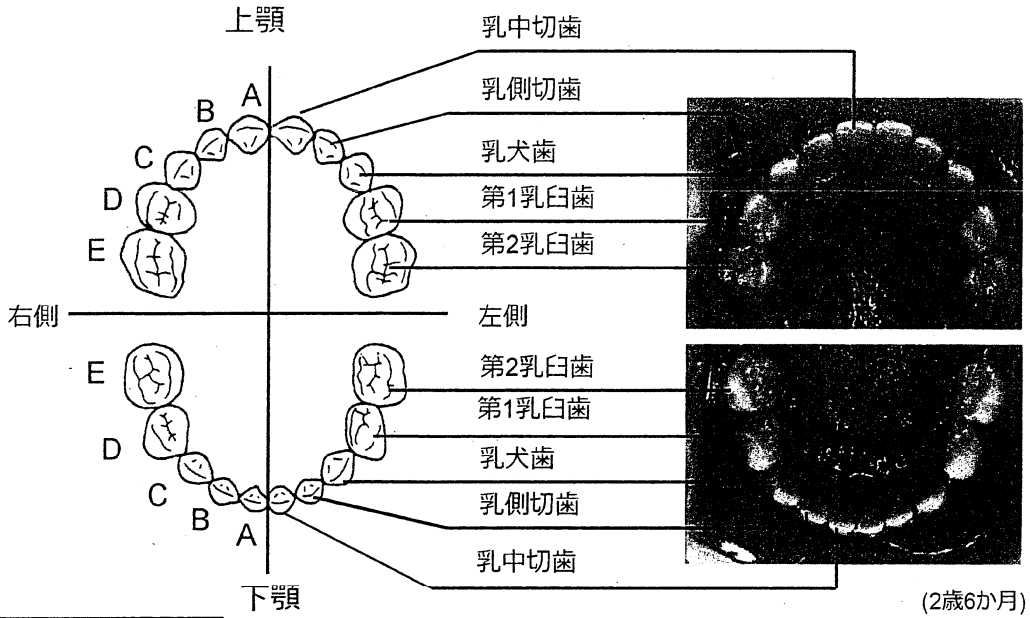 上顎
乳中切歯
乳側切歯
乳犬歯
第1乳臼歯
第2乳臼歯
A
B
C
D
E
右側
左側
E
D
C
B
A
第2乳臼歯
第1乳臼歯
乳犬歯
乳側切歯
乳中切歯
下顎
(2歳6か月)